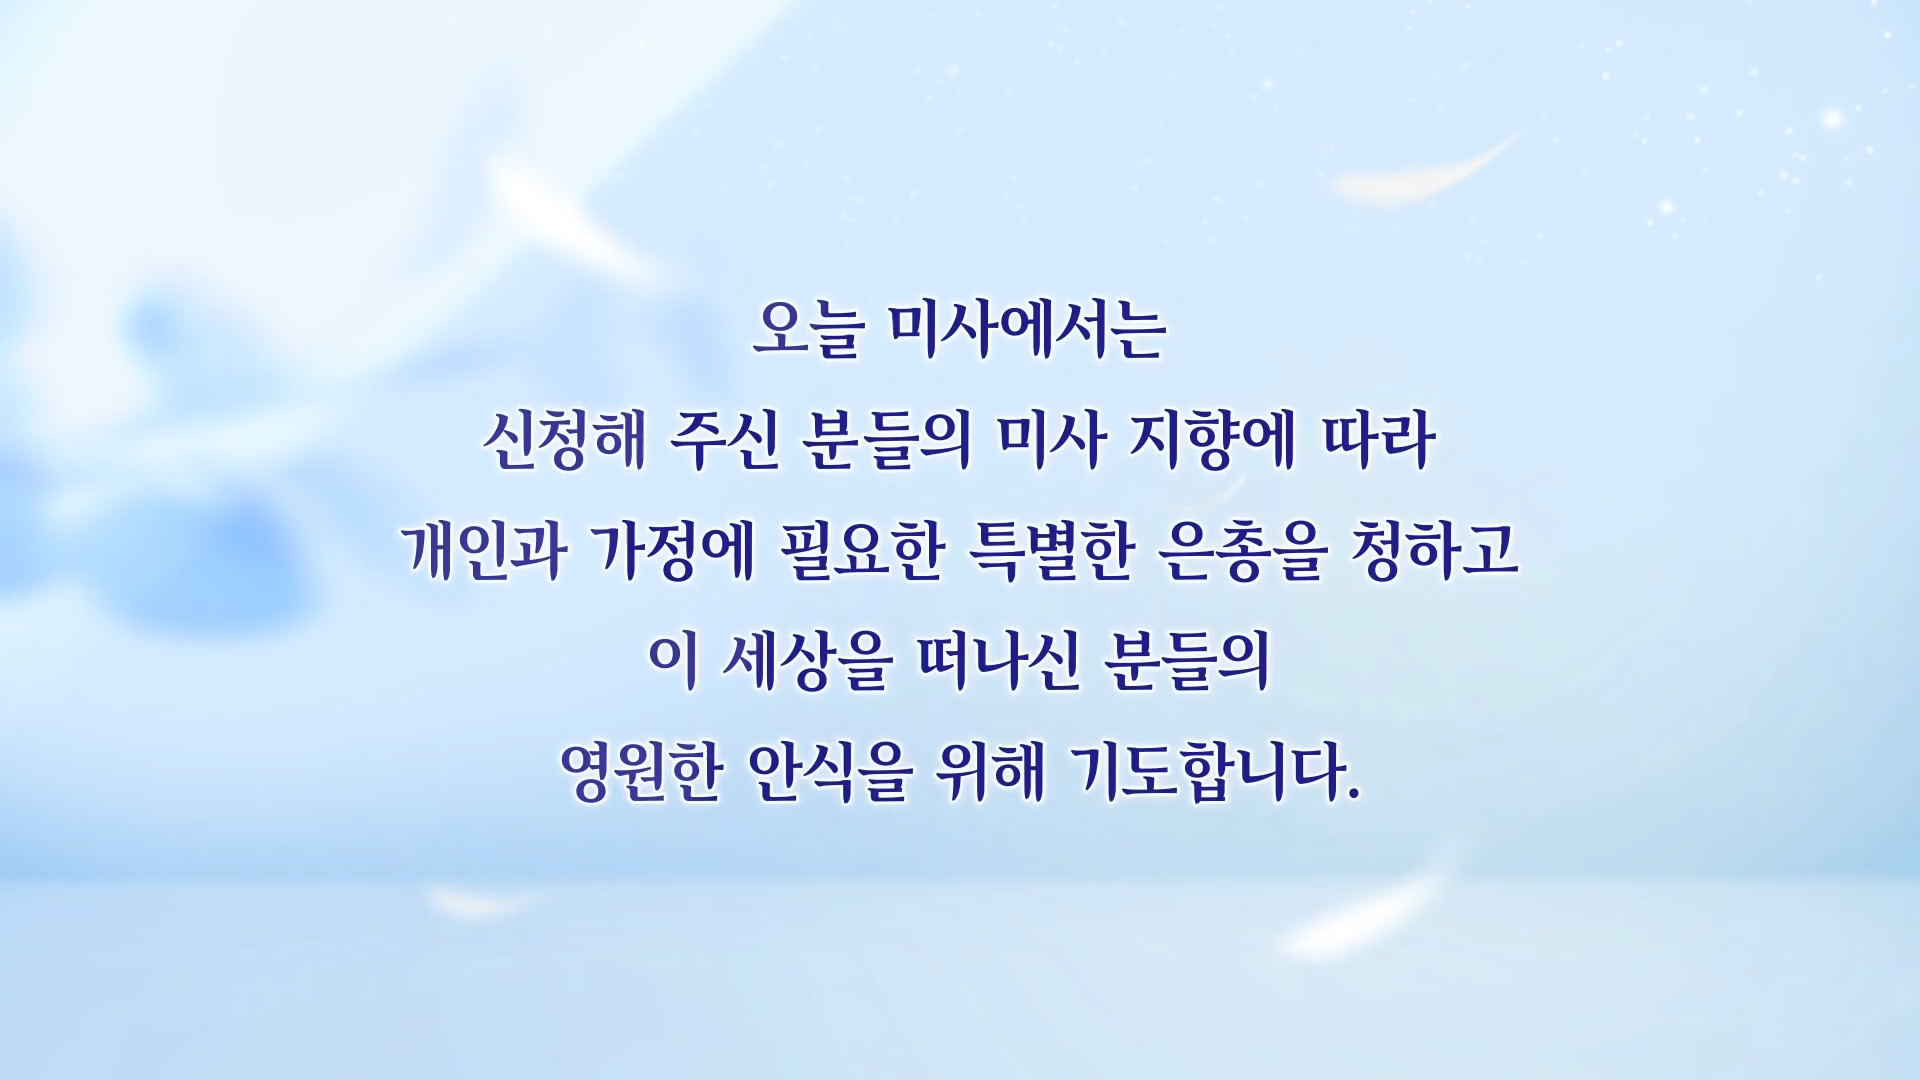 오늘 미사에서는
신청해 주신 분들의 미사 지향에 따라
개인과 가정에 필요한 특별한 은총을 청하고
이 세상을 떠나신 분들의
영원한 안식을 위해 기도합니다.